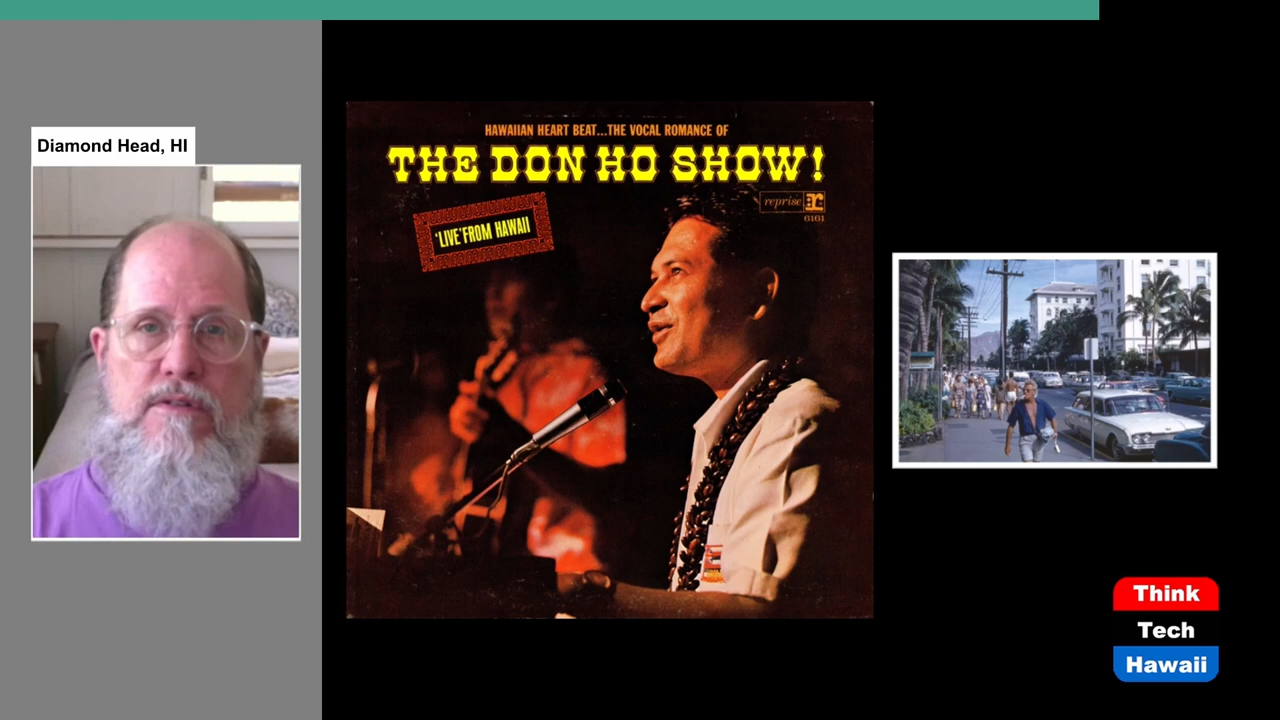 Diamond Head, HI
HAWAIIAN HEART BEAT...THE VOCAL ROMANCE OF
THE DON HO SHOW!
'LIVE' FROM HAWAII
reprise
6161
Think
Tech
Hawaii